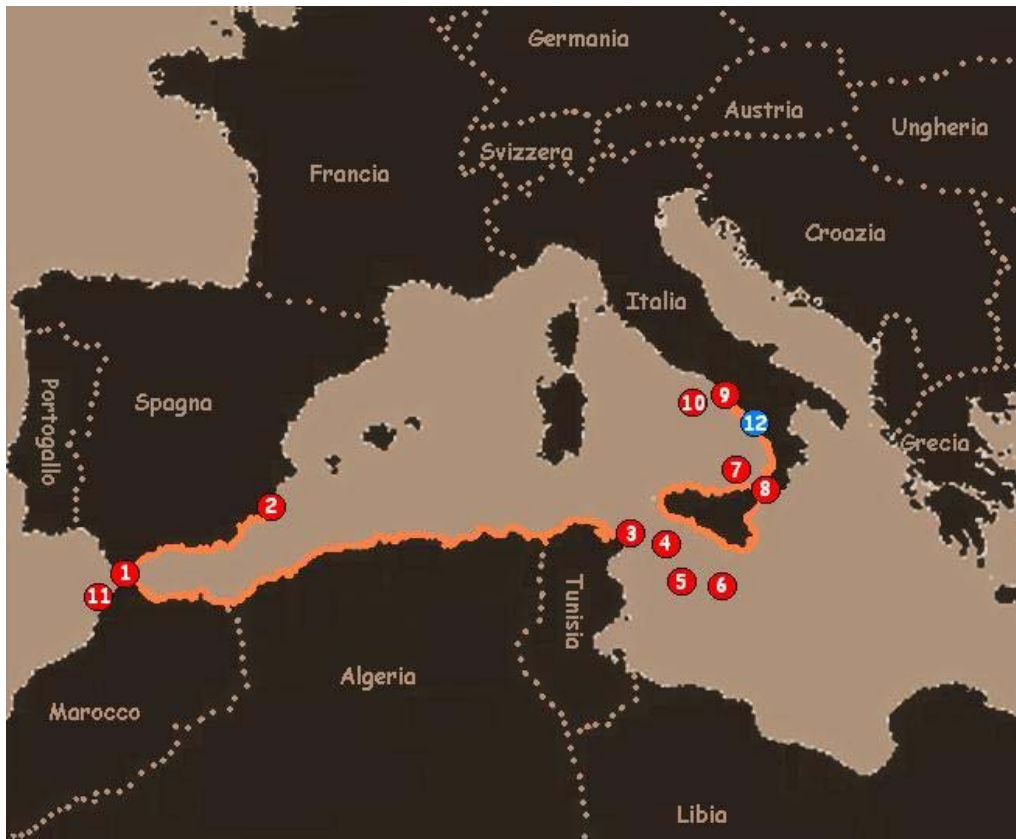 Germania
Austria
Ungheria
Svizzera
Francia
Croazia
Italia
Portogallo
Spagna
10
9
12
Grecia
7
8
2
3
4
1
11
5
6
Tunisia
Algeria
Marocco
Libia